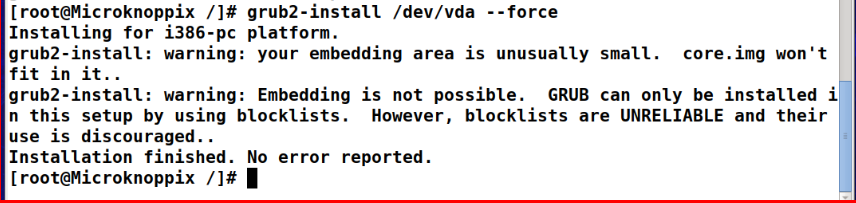 [root@Microknoppix /]# grub2-install /dev/vda --force
Installing for i386-pc platform.
grub2-install: warning: your embedding area is unusually small.  core.img won't
fit in it..
grub2-install: warning: Embedding is not possible.  GRUB can only be installed i
n this setup by using blocklists.  However, blocklists are UNRELIABLE and their
use is discouraged..
Installation finished. No error reported.
[root@Microknoppix /]#